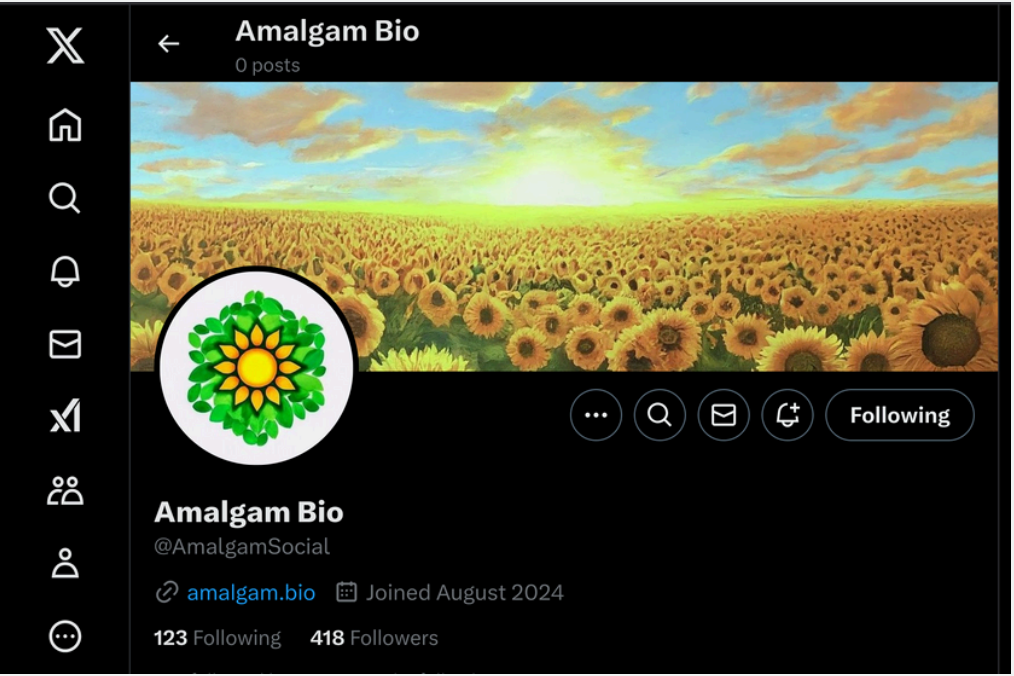 Amalgam Bio
0 posts
Following
Amalgam Bio
@AmalgamSocial
amalgam.bio Joined August 2024
123 Following 418 Followers